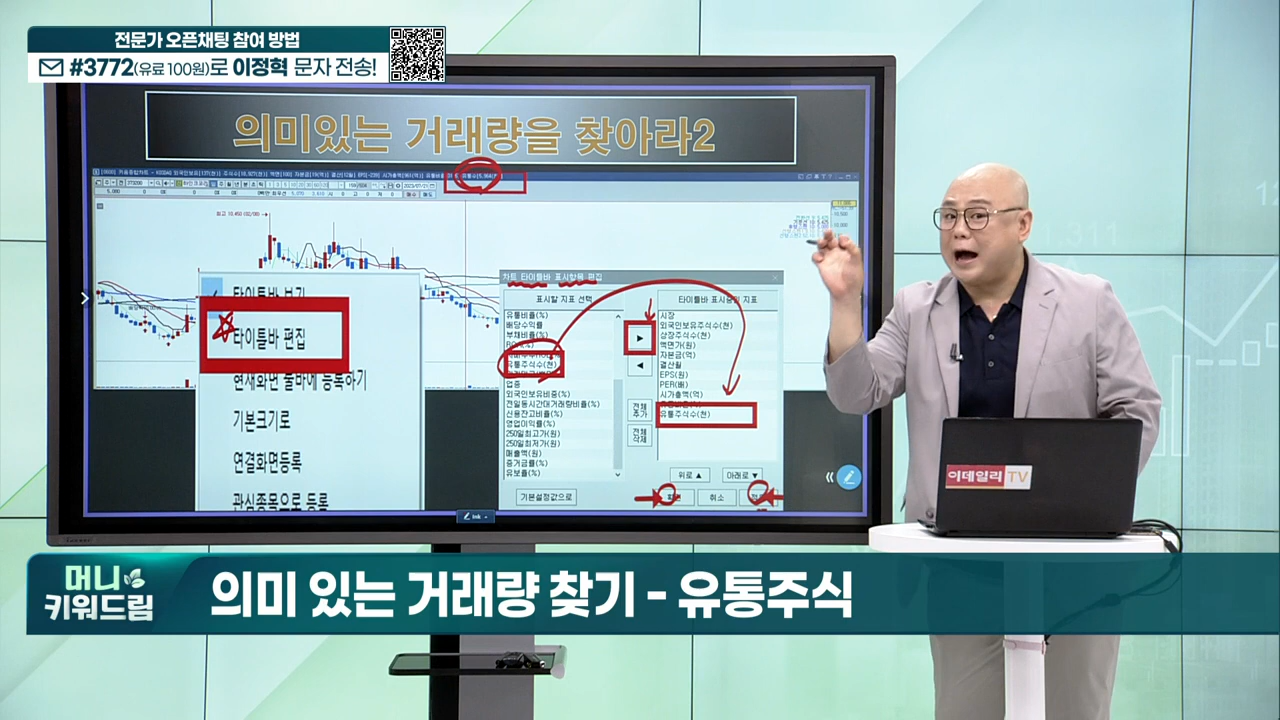 전문가 오픈채팅 참여 방법
#3772(유료 100원)로 이정혁 문자 전송!
의미있는 거래량을 찾아라2
최고 10,450 (02/08)
타이틀바 보기
타이틀바 편집
현재화면 툴바에 등록하기
기본크기로
연결화면등록
관심종목으로 등록
차트 타이틀바 표시항목 편집
표시할 지표 선택
타이틀바 표시중인 지표
유통비율(%)
배당수익률
부채비율(%)
유통주식수(천)
업종
외국인보유비중(%)
전일동시간대거래량비율(%)
신용잔고비율(%)
영업이익률(%)
250일최고가(원)
250일최저가(원)
매출액(원)
증거금률(%)
유보율(%)
▶
◀
전체
추가
전체
삭제
시장
외국인보유주식수(천)
상장주식수(천)
액면가(원)
자본금(억)
결산월
EPS(원)
PER(배)
시가총액(억)
유통주식수(천)
위로 ▲
아래로 ▼
기본설정값으로
취소
Ink
이데일리 TV
머니
키워드림
의미 있는 거래량 찾기 - 유통주식